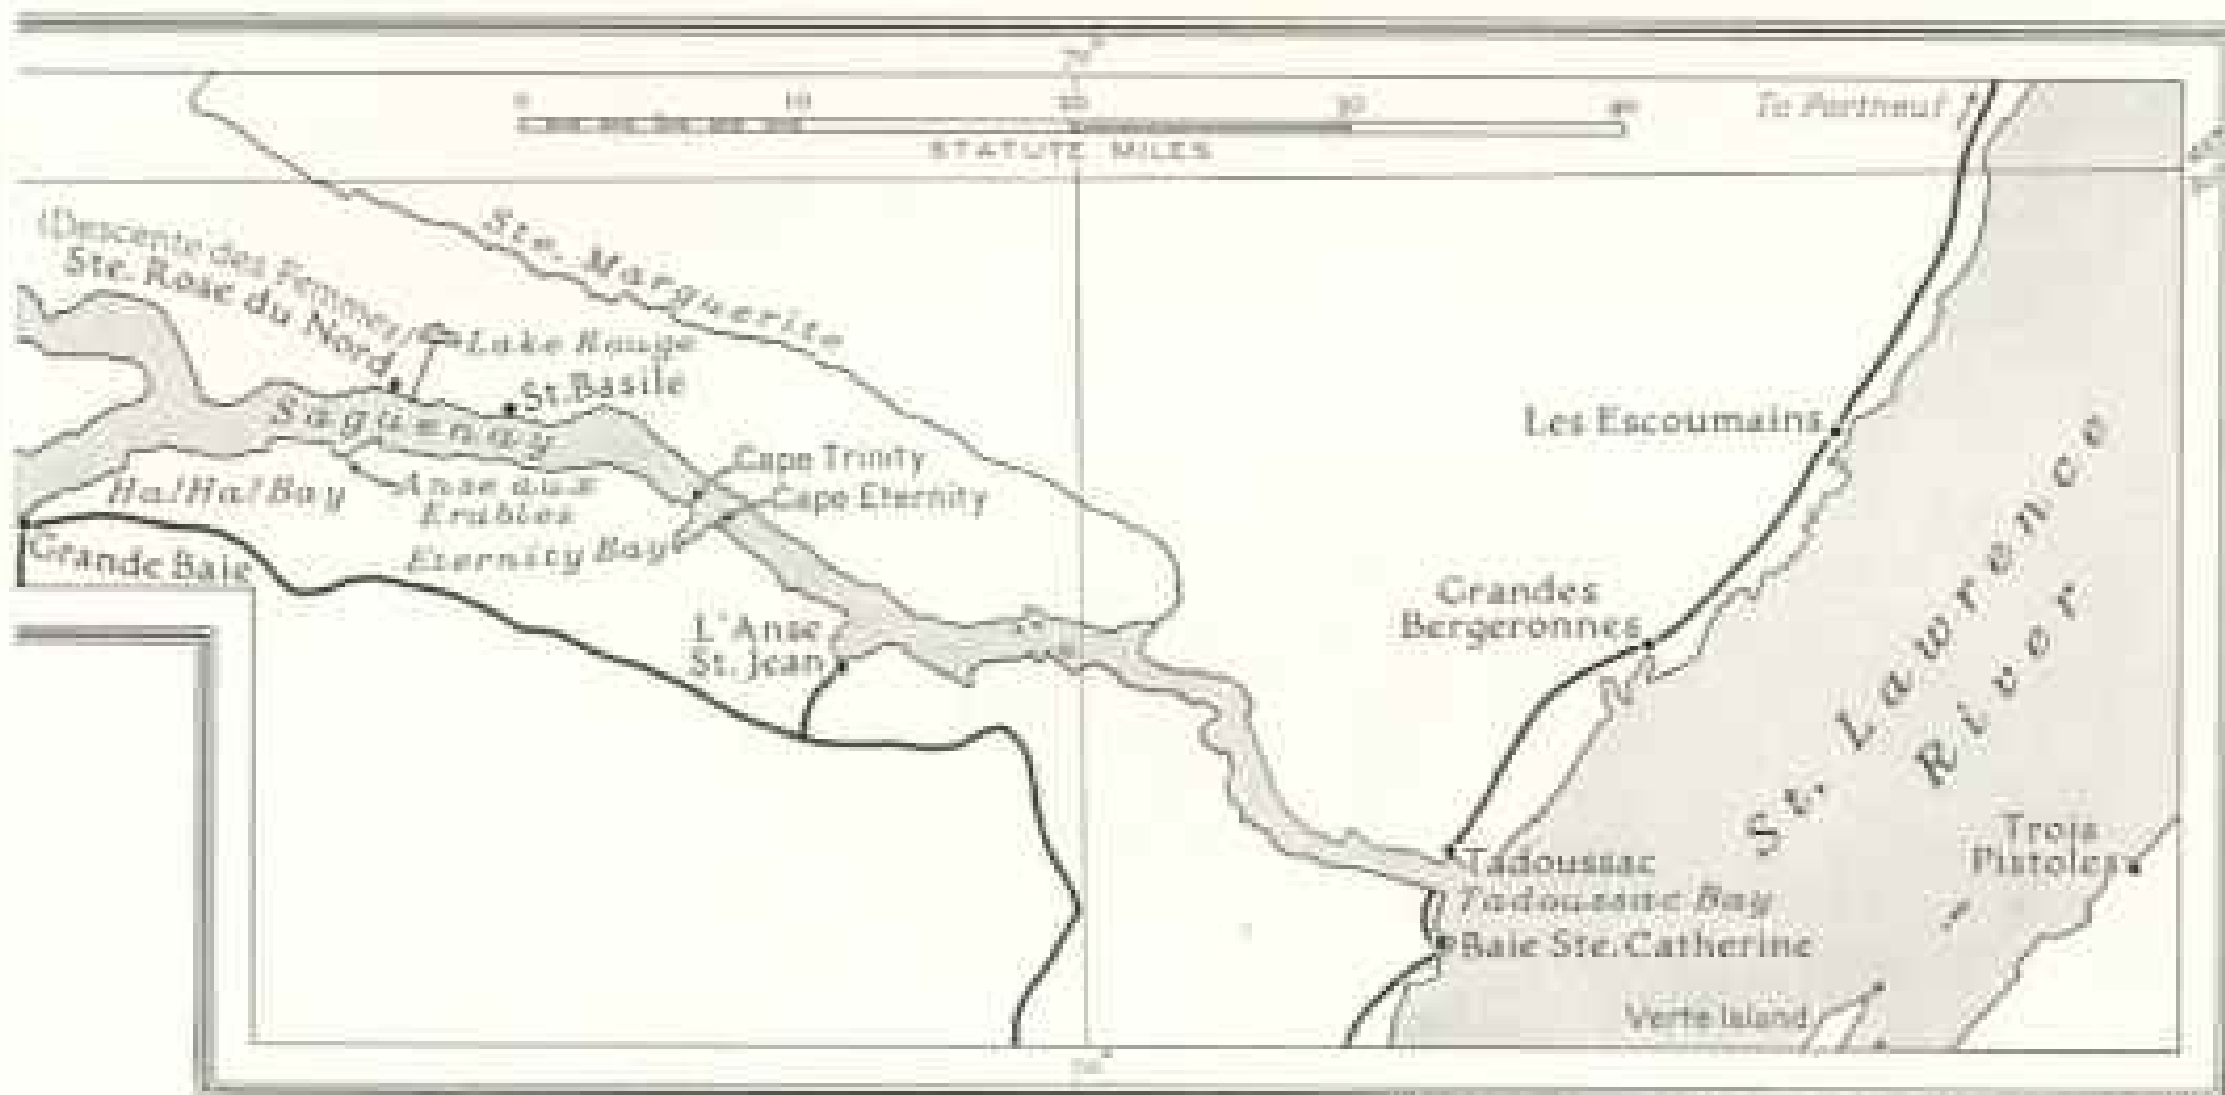 0 10 20 30 40
STATUTE MILES
To Portneuf
Ste. Marguerite
(Descente des Femmes)
Ste. Rose du Nord
Lake Rouge
St. Basile
Saguenay
Cape Trinity
Cape Eternity
Ha! Ha! Bay
Anse aux
Erables
Eternity Bay
Grande Baie
L'Anse
St. Jean
Les Escoumains
Grandes
Bergeronnes
St. Lawrence
River
Trois
Pistoles
Tadoussac
Tadoussac Bay
Baie Ste. Catherine
Verte Island